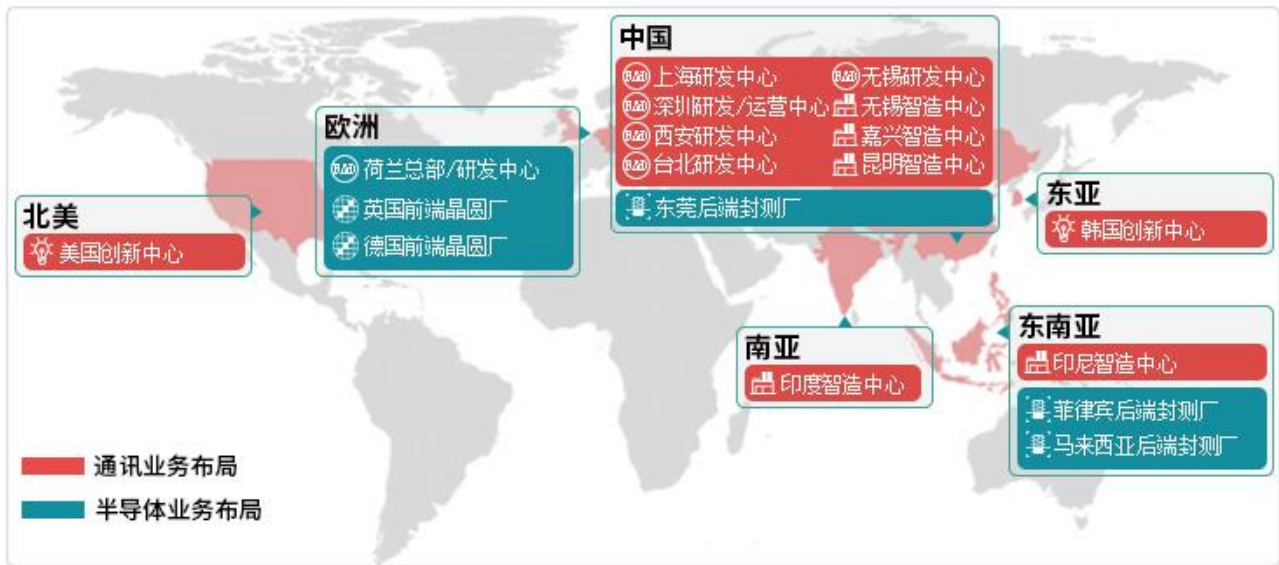 中国
R&D 上海研发中心
R&D 无锡研发中心
R&D 深圳研发/运营中心
无锡智造中心
R&D 西安研发中心
嘉兴智造中心
R&D 台北研发中心
昆明智造中心
东莞后端封测厂
欧洲
R&D 荷兰总部/研发中心
英国前端晶圆厂
德国前端晶圆厂
北美
美国创新中心
东亚
韩国创新中心
南亚
印度智造中心
东南亚
印尼智造中心
菲律宾后端封测厂
马来西亚后端封测厂
通讯业务布局
半导体业务布局